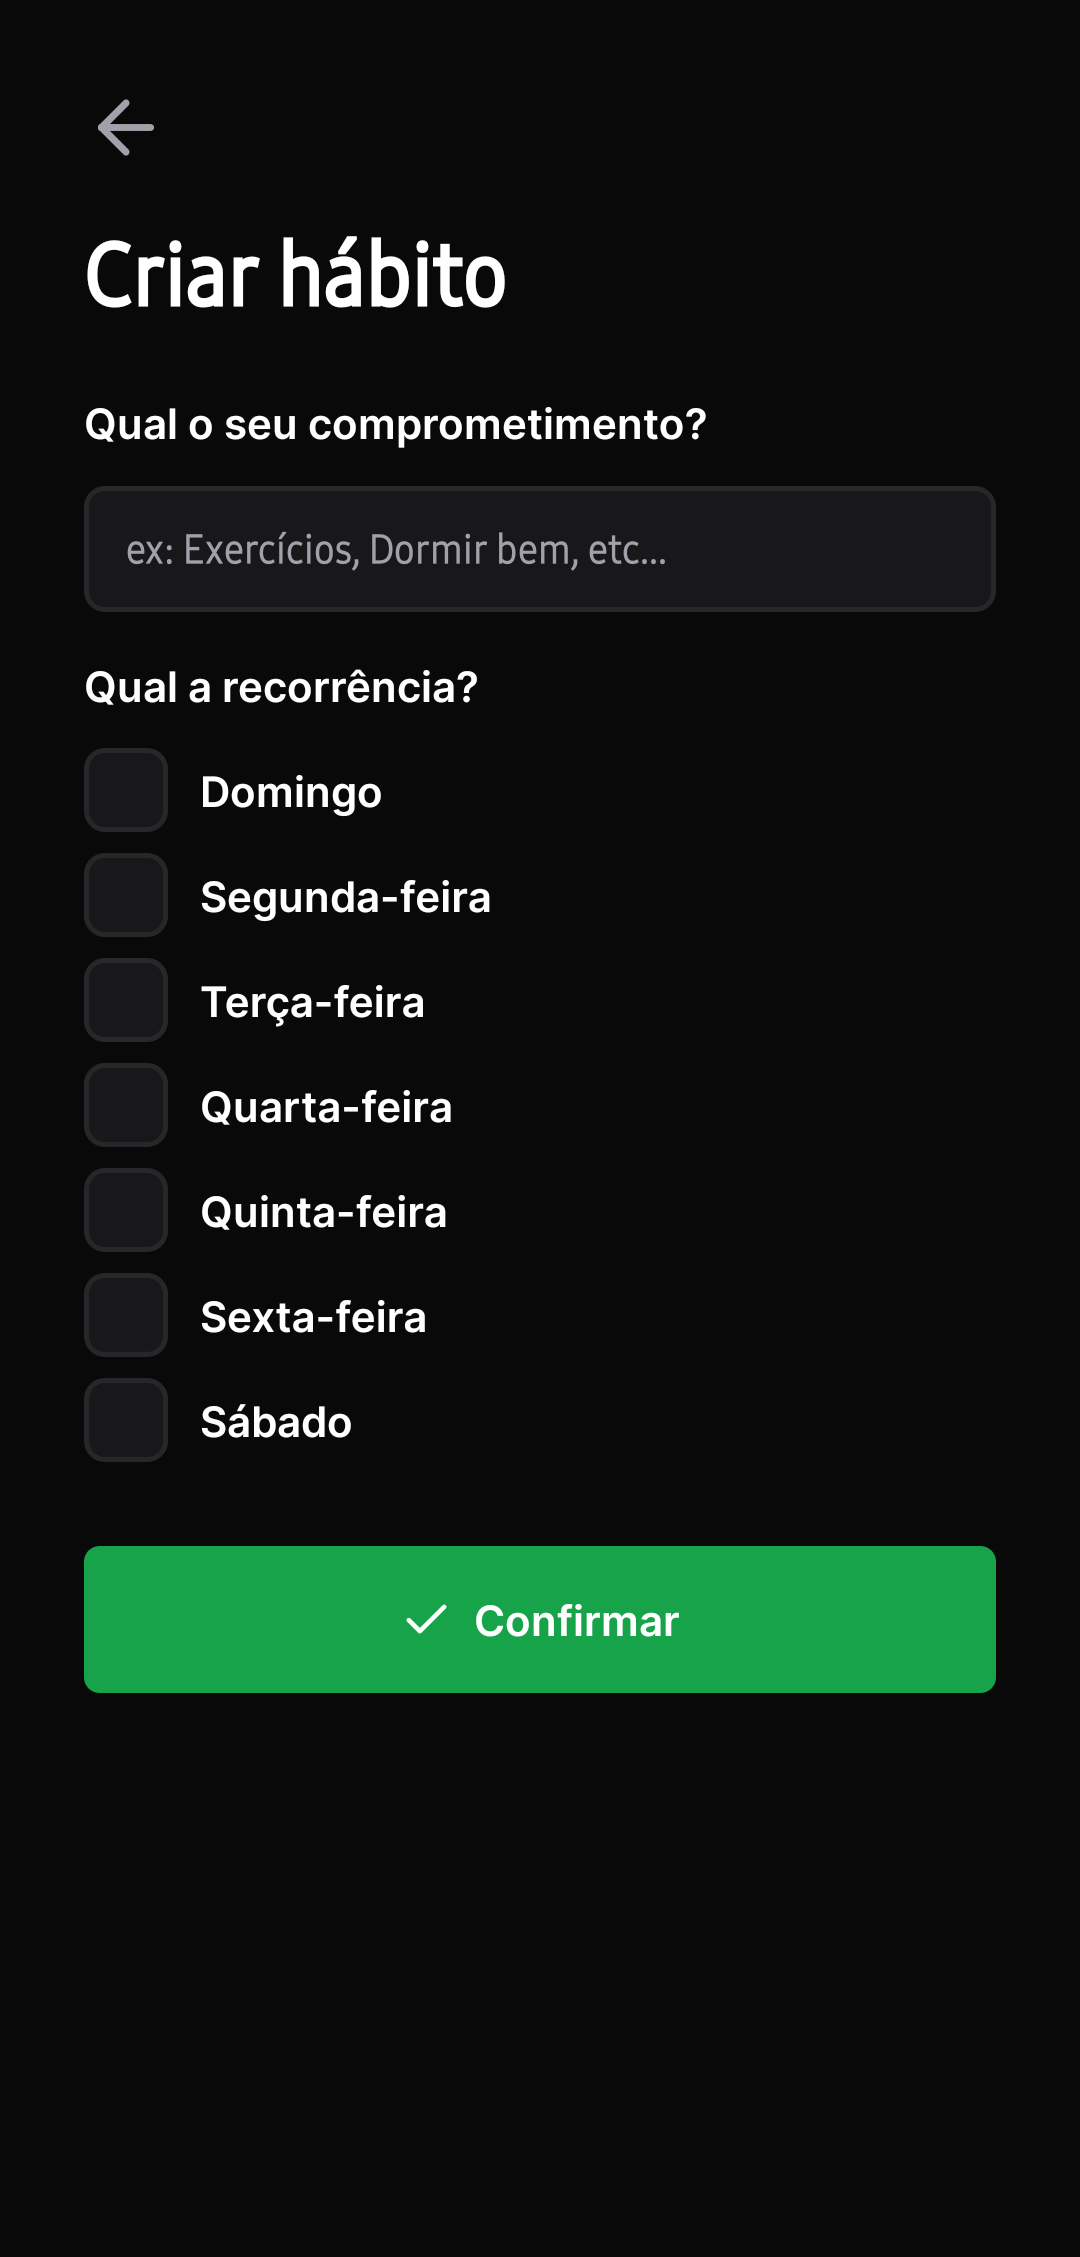 Criar hábito
Qual o seu comprometimento?
ex: Exercícios, Dormir bem, etc...
Qual a recorrência?
Domingo
Segunda-feira
Terça-feira
Quarta-feira
Quinta-feira
Sexta-feira
Sábado
Confirmar